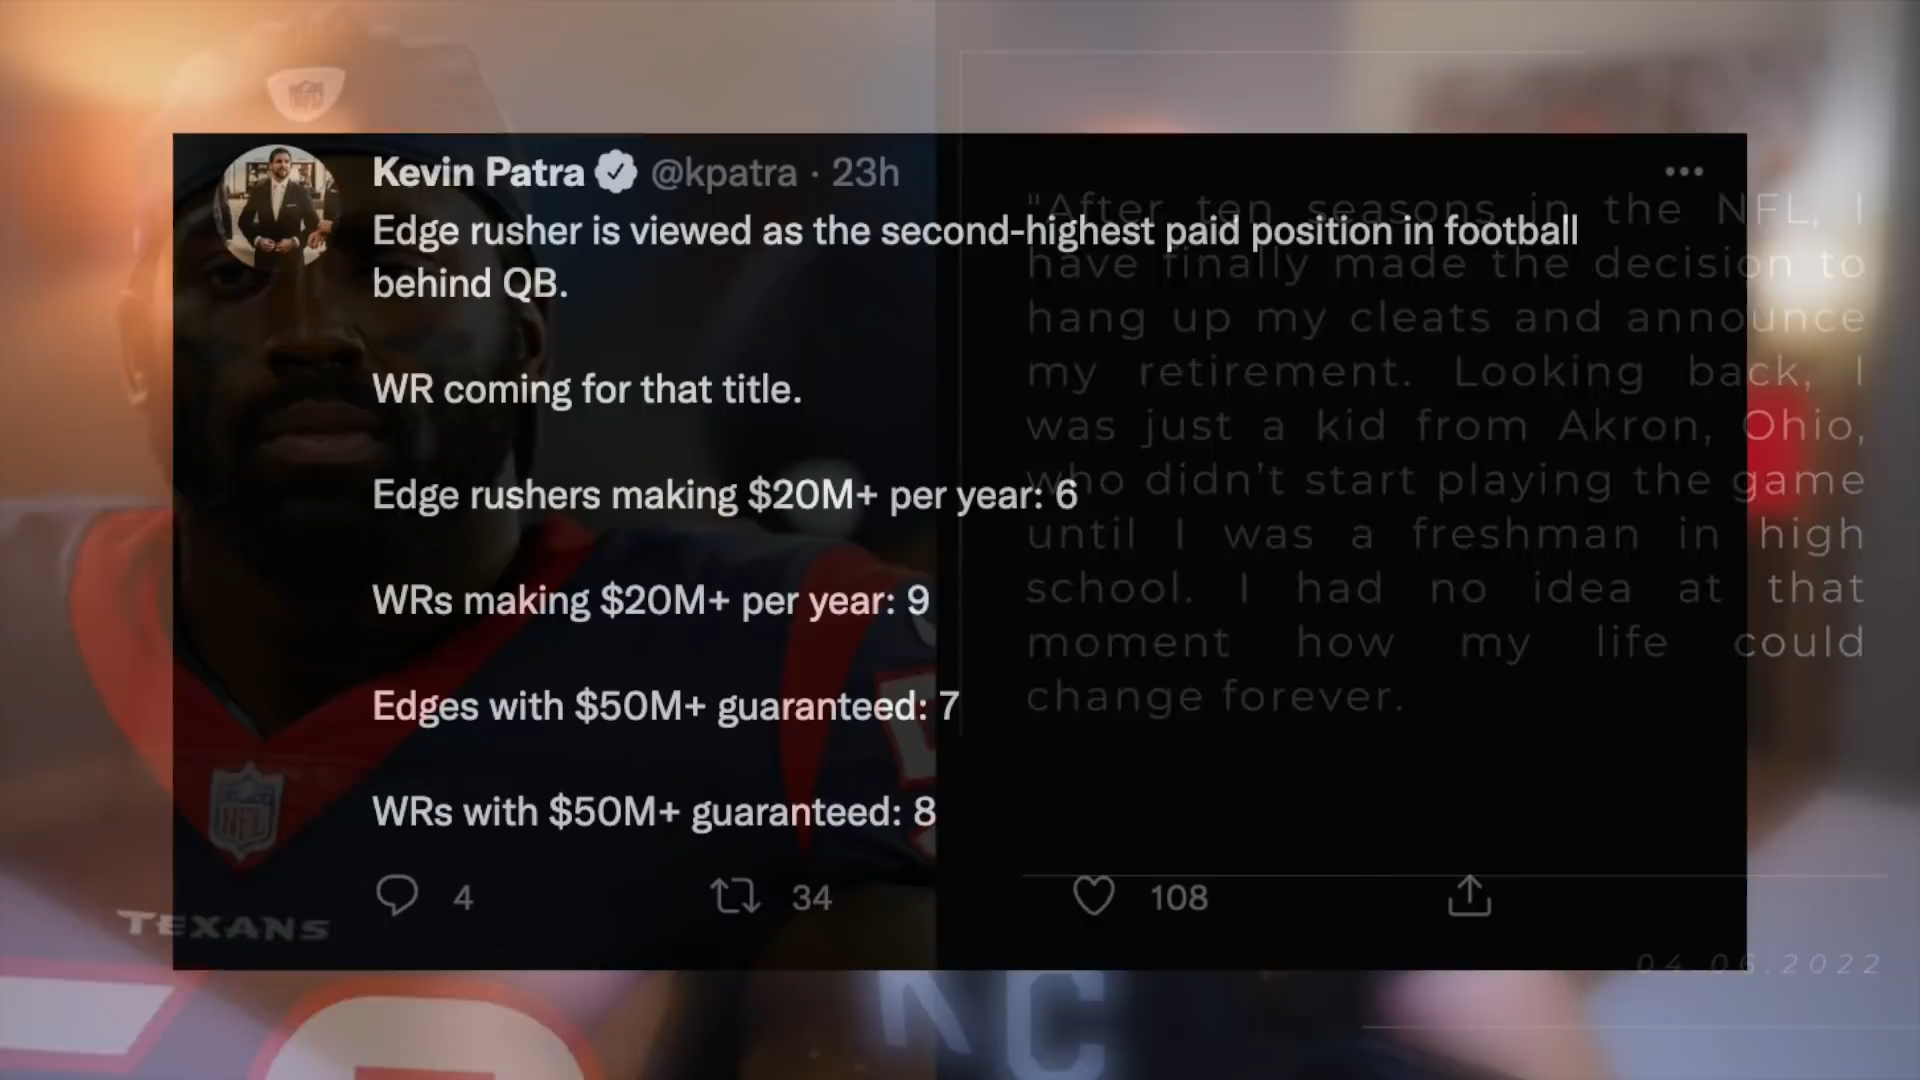 Kevin Patra @kpatra · 23h
Edge rusher is viewed as the second-highest paid position in football
behind QB.
WR coming for that title.
Edge rushers making $20M+ per year: 6
WRs making $20M+ per year: 9
Edges with $50M+ guaranteed: 7
WRs with $50M+ guaranteed: 8
4 34 108
"After ten seasons in the NFL, I
have finally made the decision to
hang up my cleats and announce
my retirement. Looking back, I
was just a kid from Akron, Ohio,
who didn't start playing the game
until I was a freshman in high
school. I had no idea at that
moment how my life could
change forever.
04.06.2022
NFL
TEXANS
KC